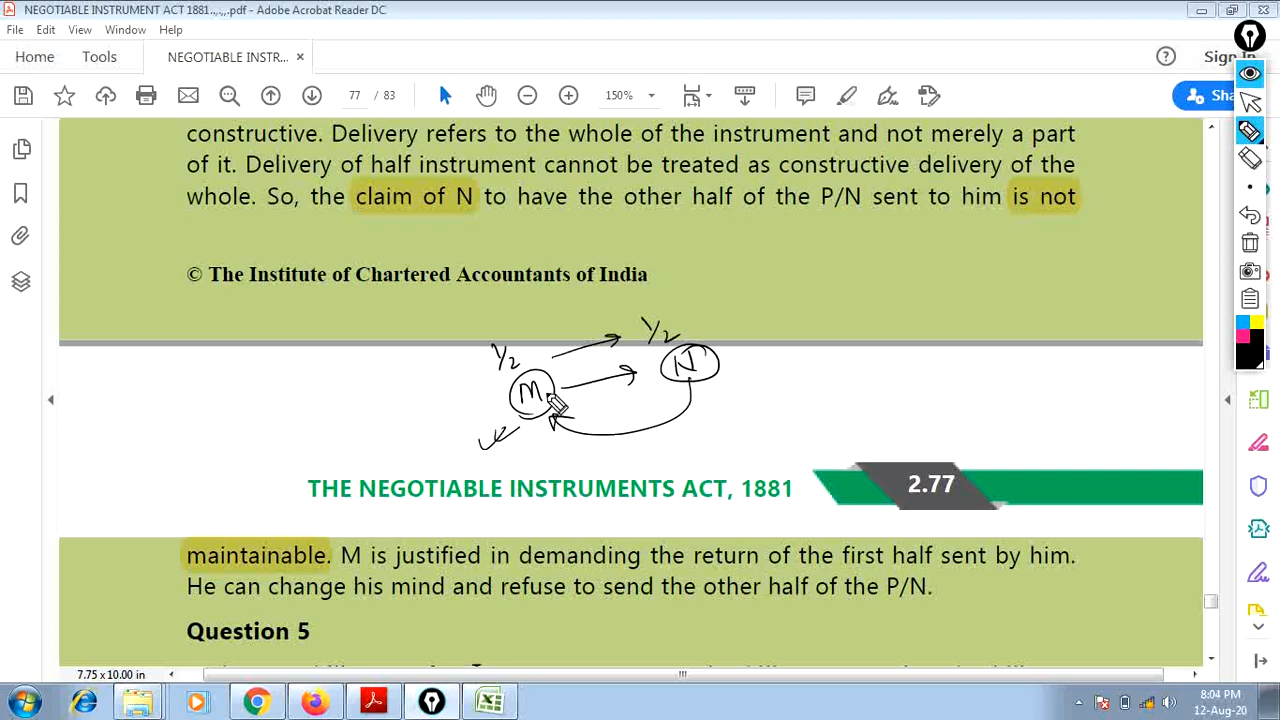 NEGOTIABLE INSTRUMENT ACT 1881..,.,,.pdf - Adobe Acrobat Reader DC
File Edit View Window Help
Home Tools NEGOTIABLE INSTR... × Sign
77 / 83 150% Sha
constructive. Delivery refers to the whole of the instrument and not merely a part
of it. Delivery of half instrument cannot be treated as constructive delivery of the
whole. So, the claim of N to have the other half of the P/N sent to him is not
© The Institute of Chartered Accountants of India
1/2
1/2
N
M
THE NEGOTIABLE INSTRUMENTS ACT, 1881 2.77
maintainable. M is justified in demanding the return of the first half sent by him.
He can change his mind and refuse to send the other half of the P/N.
Question 5
7.75 x 10.00 in
8:04 PM
12-Aug-20